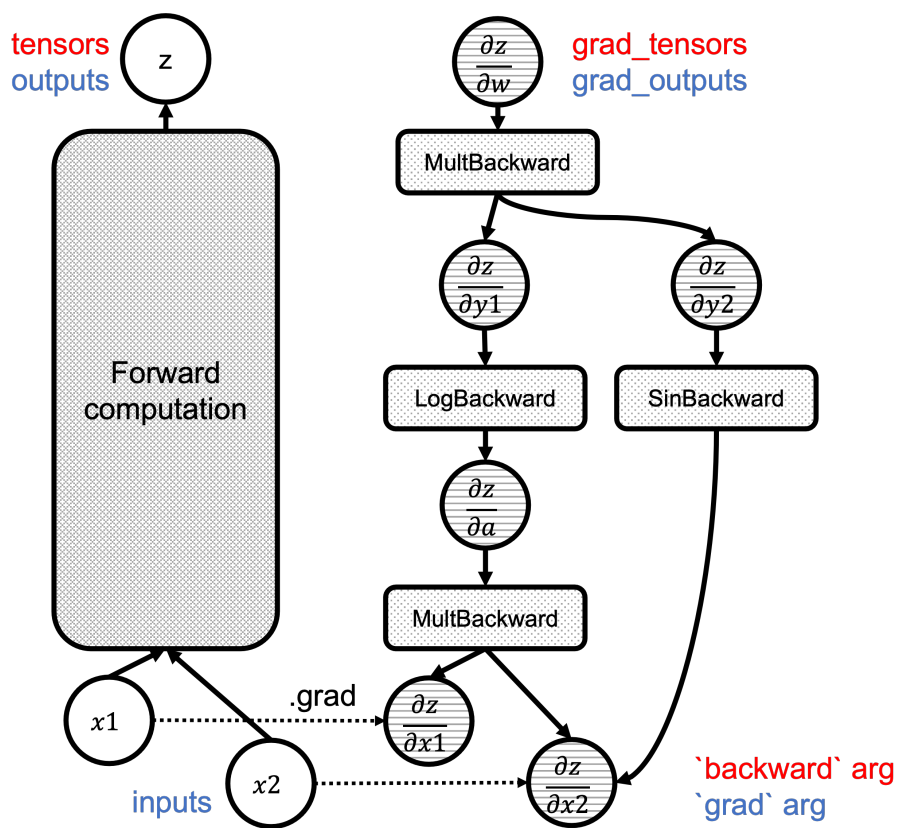 tensors
outputs
z
∂z
∂w
grad_tensors
grad_outputs
MultBackward
∂z
∂y1
∂z
∂y2
Forward
computation
LogBackward
SinBackward
∂z
∂a
MultBackward
x1
.grad
∂z
∂x1
x2
inputs
∂z
∂x2
`backward` arg
`grad` arg